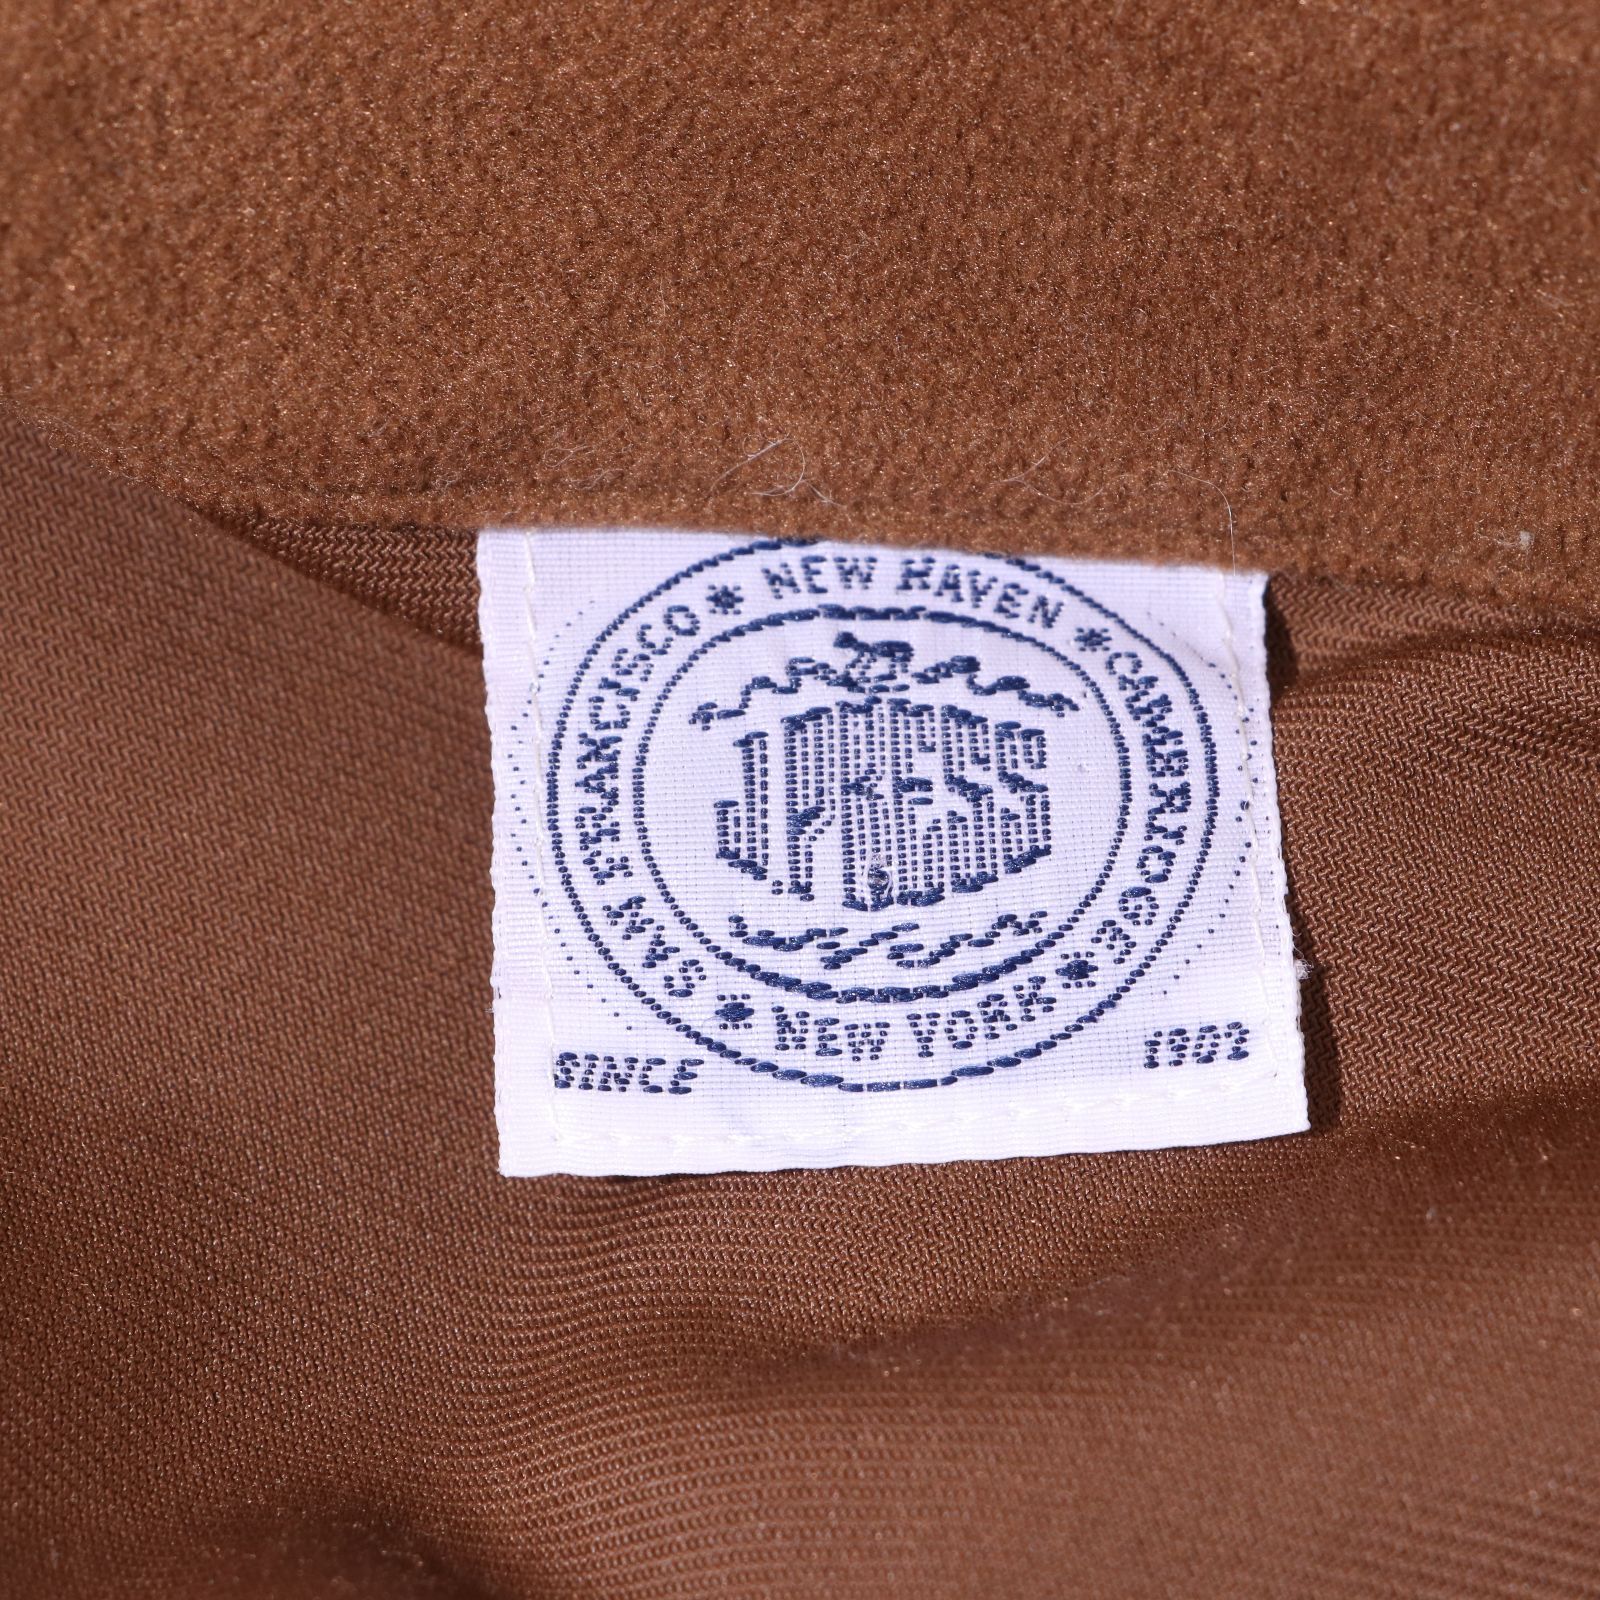 NEW HAVEN * CAMBRIDGE * NEW YORK * SAN FRANCISCO *
J.PRESS
SINCE 1902